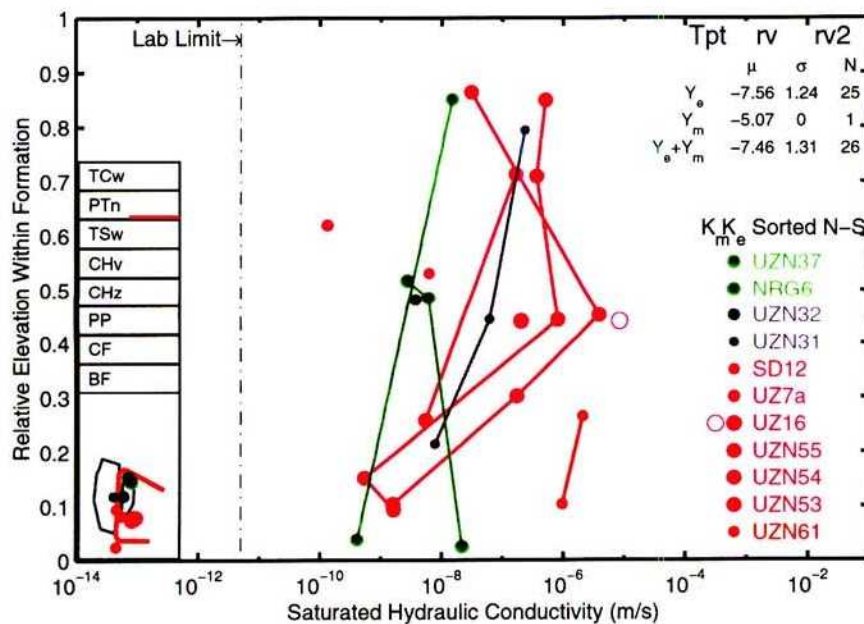 Lab Limit→
Tpt rv rv2
μ σ N
Ye −7.56 1.24 25
Ym −5.07 0 1
Ye+Ym −7.46 1.31 26
KmKe Sorted N−S
UZN37
NRG6
UZN32
UZN31
SD12
UZ7a
UZ16
UZN55
UZN54
UZN53
UZN61
TCw
PTn
TSw
CHv
CHz
PP
CF
BF
Relative Elevation Within Formation
1
0.9
0.8
0.7
0.6
0.5
0.4
0.3
0.2
0.1
0
10^−14 10^−12 10^−10 10^−8 10^−6 10^−4 10^−2
Saturated Hydraulic Conductivity (m/s)